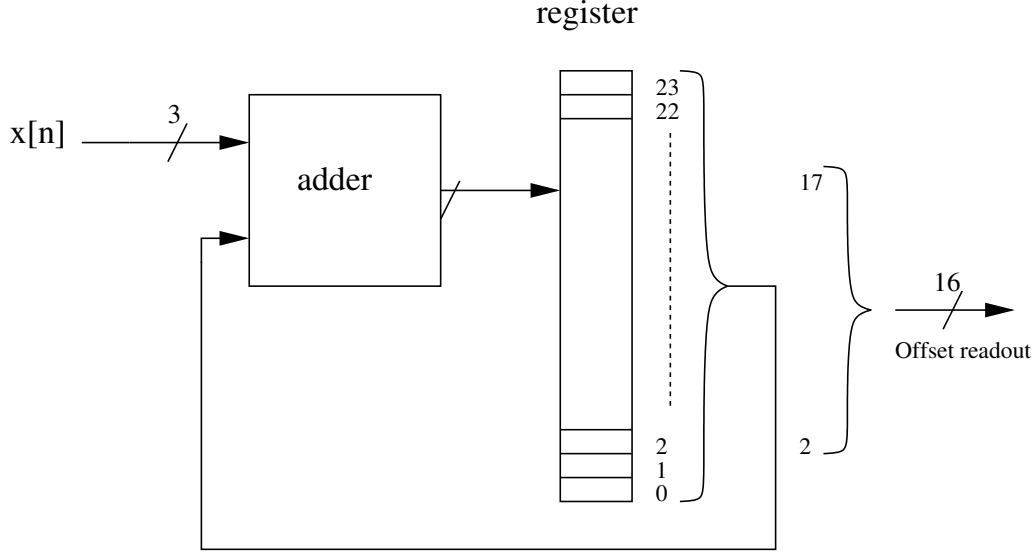 register
23
3
22
x[n]
adder
17
16
Offset readout
2
2
1
0